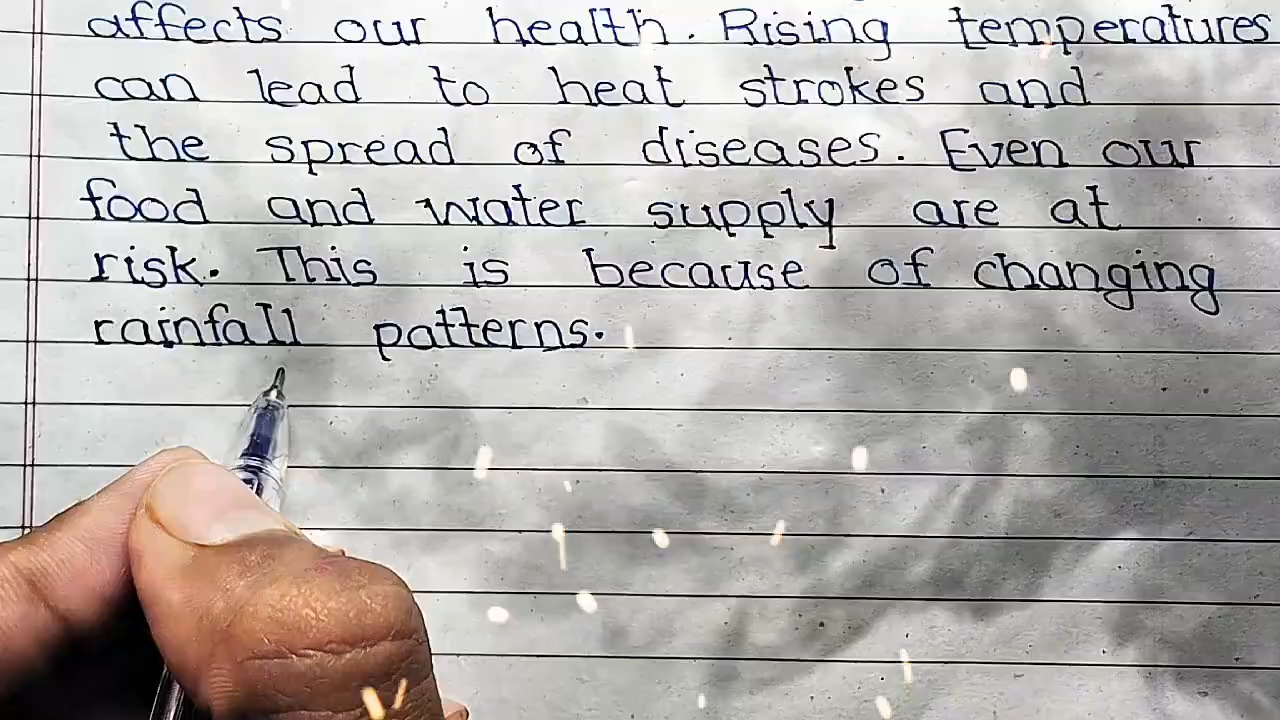 affects our health. Rising temperatures
can lead to heat strokes and
the spread of diseases. Even our
food and water supply are at
risk. This is because of changing
rainfall patterns.